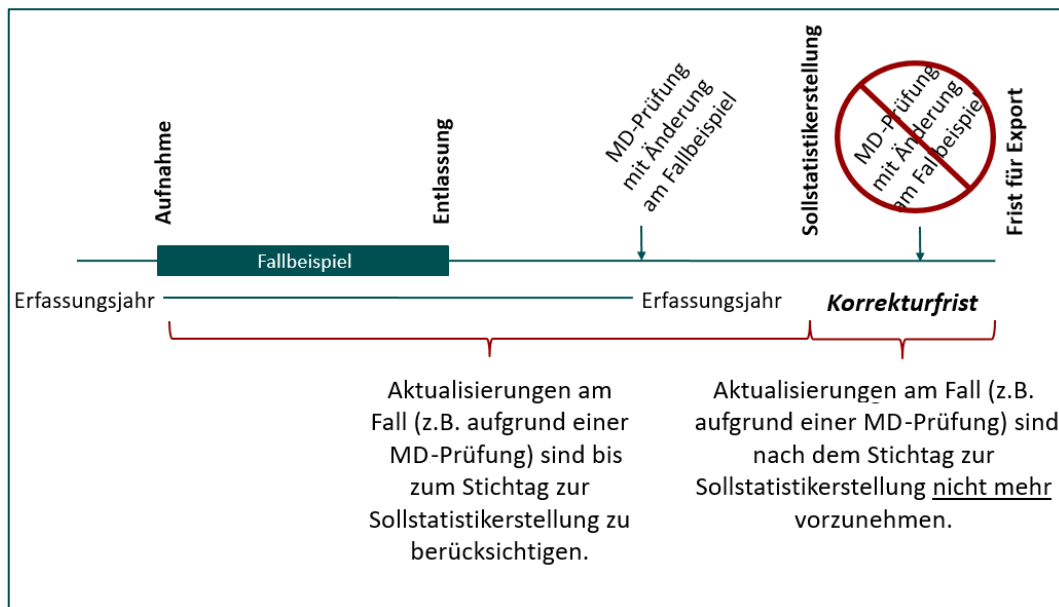 Aufnahme
Entlassung
MD-Prüfung
mit Änderung
am Fallbeispiel
Sollstatistikerstellung
MD-Prüfung
mit Änderung
am Fallbeispiel
Frist für Export
Fallbeispiel
Erfassungsjahr
Erfassungsjahr
Korrekturfrist
Aktualisierungen am
Fall (z.B. aufgrund einer
MD-Prüfung) sind bis
zum Stichtag zur
Sollstatistikerstellung zu
berücksichtigen.
Aktualisierungen am Fall (z.B.
aufgrund einer MD-Prüfung) sind
nach dem Stichtag zur
Sollstatistikerstellung nicht mehr
vorzunehmen.